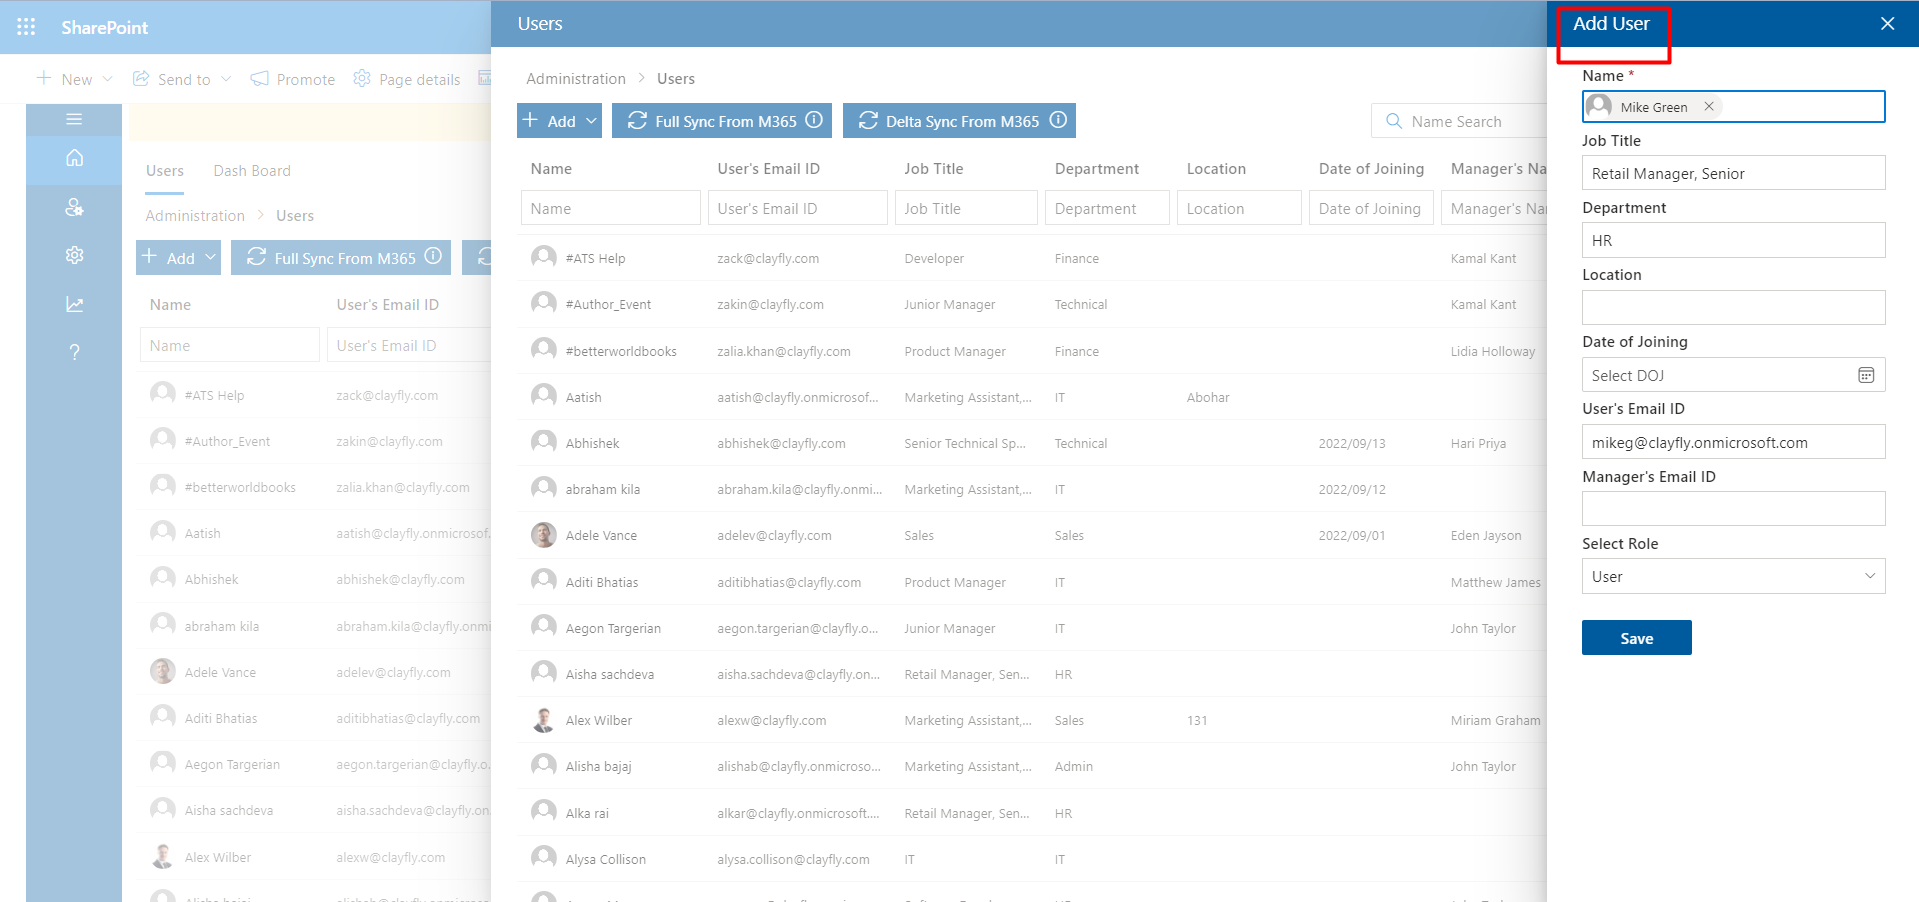 SharePoint
New
Send to
Promote
Page details
Users Dash Board
Administration > Users
Add
Full Sync From M365
Name User's Email ID
Name User's Email ID
#ATS Help zack@clayfly.com
#Author_Event zakin@clayfly.com
#betterworldbooks zalia.khan@clayfly.com
Aatish aatish@clayfly.onmicrosof.
Abhishek abhishek@clayfly.com
abraham kila abraham.kila@clayfly.onmi
Adele Vance adelev@clayfly.com
Aditi Bhatias aditibhatias@clayfly.com
Aegon Targerian aegon.targerian@clayfly.o.
Aisha sachdeva aisha.sachdeva@clayfly.on
Alex Wilber alexw@clayfly.com
Users
Administration > Users
Add
Full Sync From M365
Delta Sync From M365
Name Search
Name User's Email ID Job Title Department Location Date of Joining Manager's Na
Name User's Email ID Job Title Department Location Date of Joining Manager's Nan
#ATS Help zack@clayfly.com Developer Finance Kamal Kant
#Author_Event zakin@clayfly.com Junior Manager Technical Kamal Kant
#betterworldbooks zalia.khan@clayfly.com Product Manager Finance Lidia Holloway
Aatish aatish@clayfly.onmicrosof... Marketing Assistant,... IT Abohar
Abhishek abhishek@clayfly.com Senior Technical Sp... Technical 2022/09/13 Hari Priya
abraham kila abraham.kila@clayfly.onmi... Marketing Assistant,... IT 2022/09/12
Adele Vance adelev@clayfly.com Sales Sales 2022/09/01 Eden Jayson
Aditi Bhatias aditibhatias@clayfly.com Product Manager IT Matthew James
Aegon Targerian aegon.targerian@clayfly.o... Junior Manager IT John Taylor
Aisha sachdeva aisha.sachdeva@clayfly.on... Retail Manager, Sen... HR
Alex Wilber alexw@clayfly.com Marketing Assistant,... Sales 131 Miriam Graham
Alisha bajaj alishab@clayfly.onmicroso... Marketing Assistant,... Admin John Taylor
Alka rai alkar@clayfly.onmicrosoft.... Retail Manager, Sen... HR
Alysa Collison alysa.collison@clayfly.com IT IT
Add User
Name *
Mike Green
Job Title
Retail Manager, Senior
Department
HR
Location
Date of Joining
Select DOJ
User's Email ID
mikeg@clayfly.onmicrosoft.com
Manager's Email ID
Select Role
User
Save